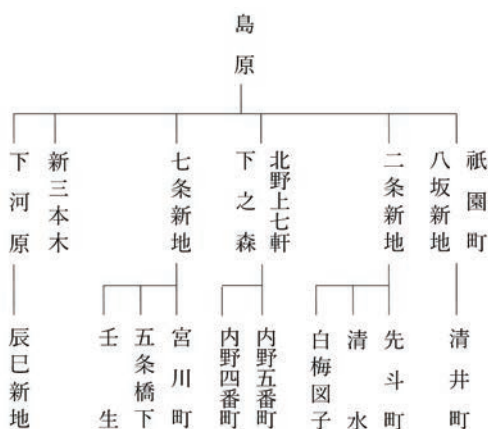 島原
祇園町
八坂新地
二条新地
北野上七軒
下之森
七条新地
新三本木
下河原
清井町
先斗町
清水
白梅図子
内野五番町
内野四番町
宮川町
五条橋下
壬生
辰巳新地